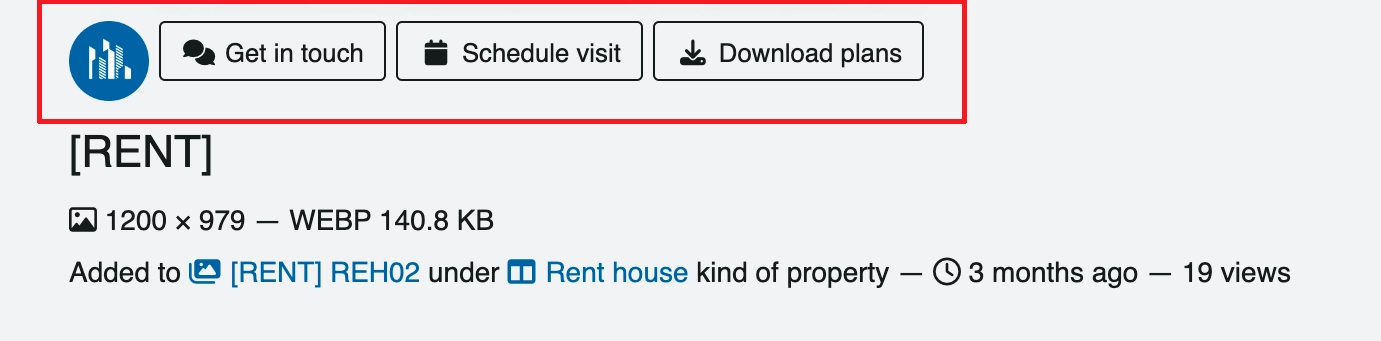 Get in touch Schedule visit Download plans
[RENT]
1200 × 979 — WEBP 140.8 KB
Added to [RENT] REH02 under Rent house kind of property — 3 months ago — 19 views